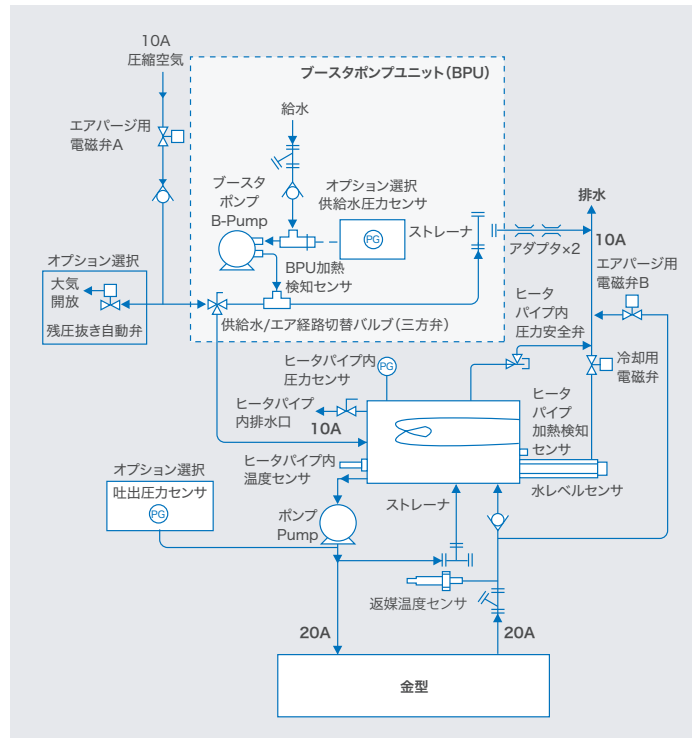 10A
圧縮空気
ブースタポンプユニット(BPU)
給水
エアパージ用
電磁弁A
ブースタ
ポンプ
B-Pump
オプション選択
供給水圧力センサ
PG
ストレーナ
排水
アダプタ×2
10A
BPU加熱
検知センサ
オプション選択
大気
開放
残圧抜き自動弁
供給水/エア経路切替バルブ(三方弁)
エアパージ用
電磁弁B
ヒータ
パイプ内
圧力安全弁
冷却用
電磁弁
ヒータパイプ内
圧力センサ
PG
ヒータパイプ
内排水口
10A
ヒータ
パイプ
加熱検知
センサ
ヒータパイプ内
温度センサ
水レベルセンサ
オプション選択
吐出圧力センサ
PG
ポンプ
Pump
ストレーナ
返媒温度センサ
20A
20A
金型